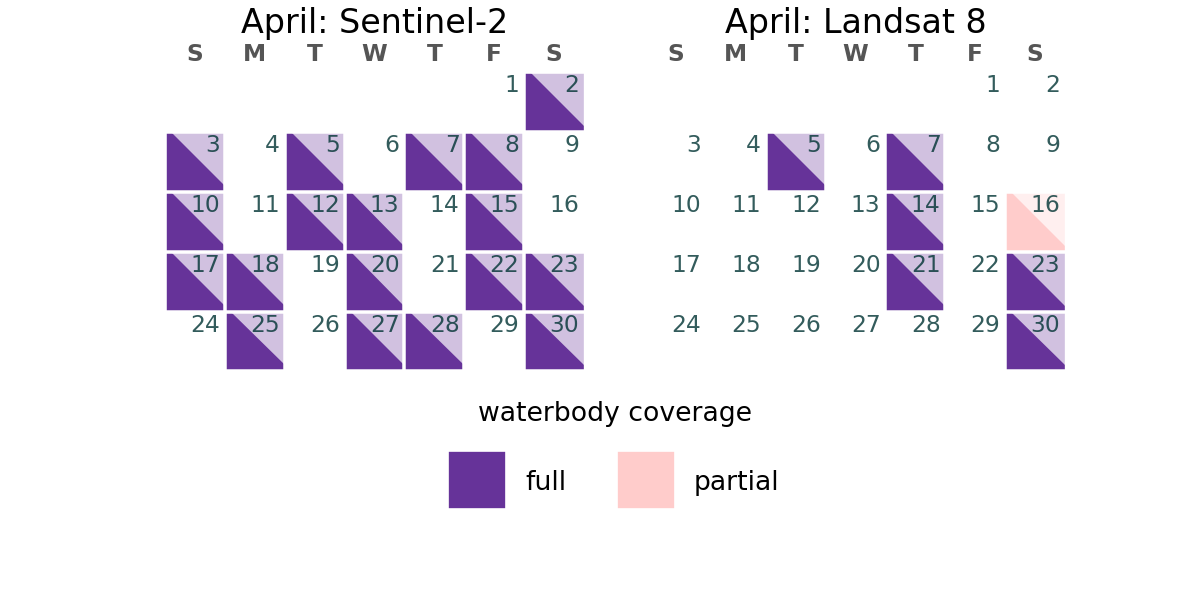 April: Sentinel-2
S M T W T F S
1 2
3 4 5 6 7 8 9
10 11 12 13 14 15 16
17 18 19 20 21 22 23
24 25 26 27 28 29 30
April: Landsat 8
S M T W T F S
1 2
3 4 5 6 7 8 9
10 11 12 13 14 15 16
17 18 19 20 21 22 23
24 25 26 27 28 29 30
waterbody coverage
full
partial